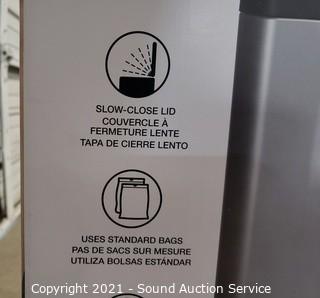 SLOW-CLOSE LID
COUVERCLE À
FERMETURE LENTE
TAPA DE CIERRE LENTO
USES STANDARD BAGS
PAS DE SACS SUR MESURE
UTILIZA BOLSAS ESTÁNDAR
Copyright 2021 - Sound Auction Service